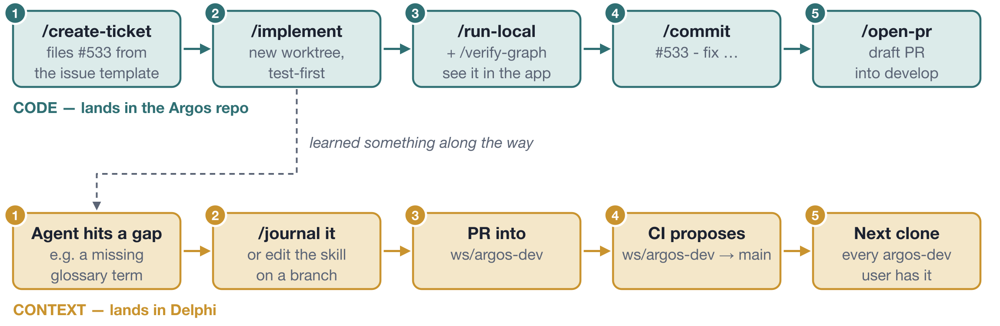 1
/create-ticket
files #533 from
the issue template
2
/implement
new worktree,
test-first
3
/run-local
+ /verify-graph
see it in the app
4
/commit
#533 - fix …
5
/open-pr
draft PR
into develop
CODE — lands in the Argos repo
learned something along the way
1
Agent hits a gap
e.g. a missing
glossary term
2
/journal it
or edit the skill
on a branch
3
PR into
ws/argos-dev
4
CI proposes
ws/argos-dev → main
5
Next clone
every argos-dev
user has it
CONTEXT — lands in Delphi